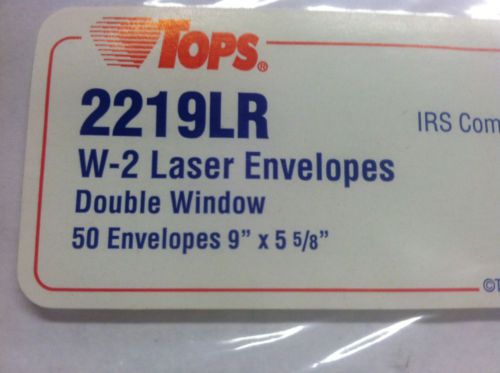 TOPS®
2219LR
IRS Com
W-2 Laser Envelopes
Double Window
50 Envelopes 9" x 5 5/8"
©T